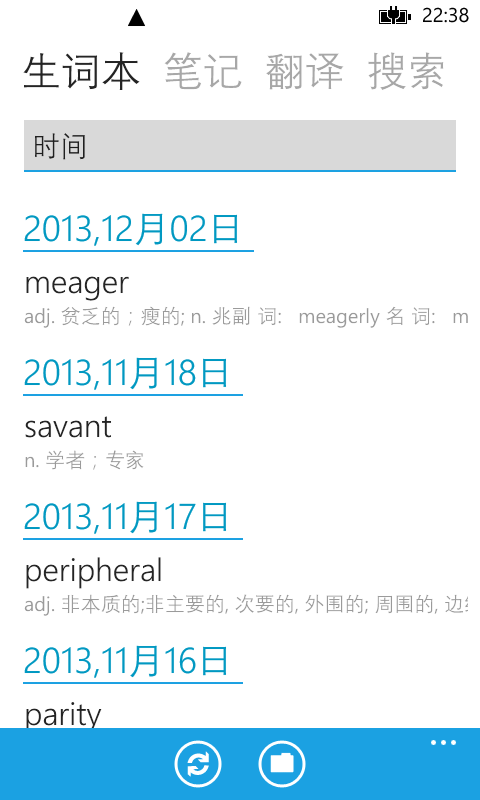 22:38
生词本 笔记 翻译 搜索
时间
2013,12月02日
meager
adj. 贫乏的；瘦的; n. 兆副 词: meagerly 名 词: m
2013,11月18日
savant
n. 学者；专家
2013,11月17日
peripheral
adj. 非本质的;非主要的, 次要的, 外围的; 周围的, 边
2013,11月16日
parity